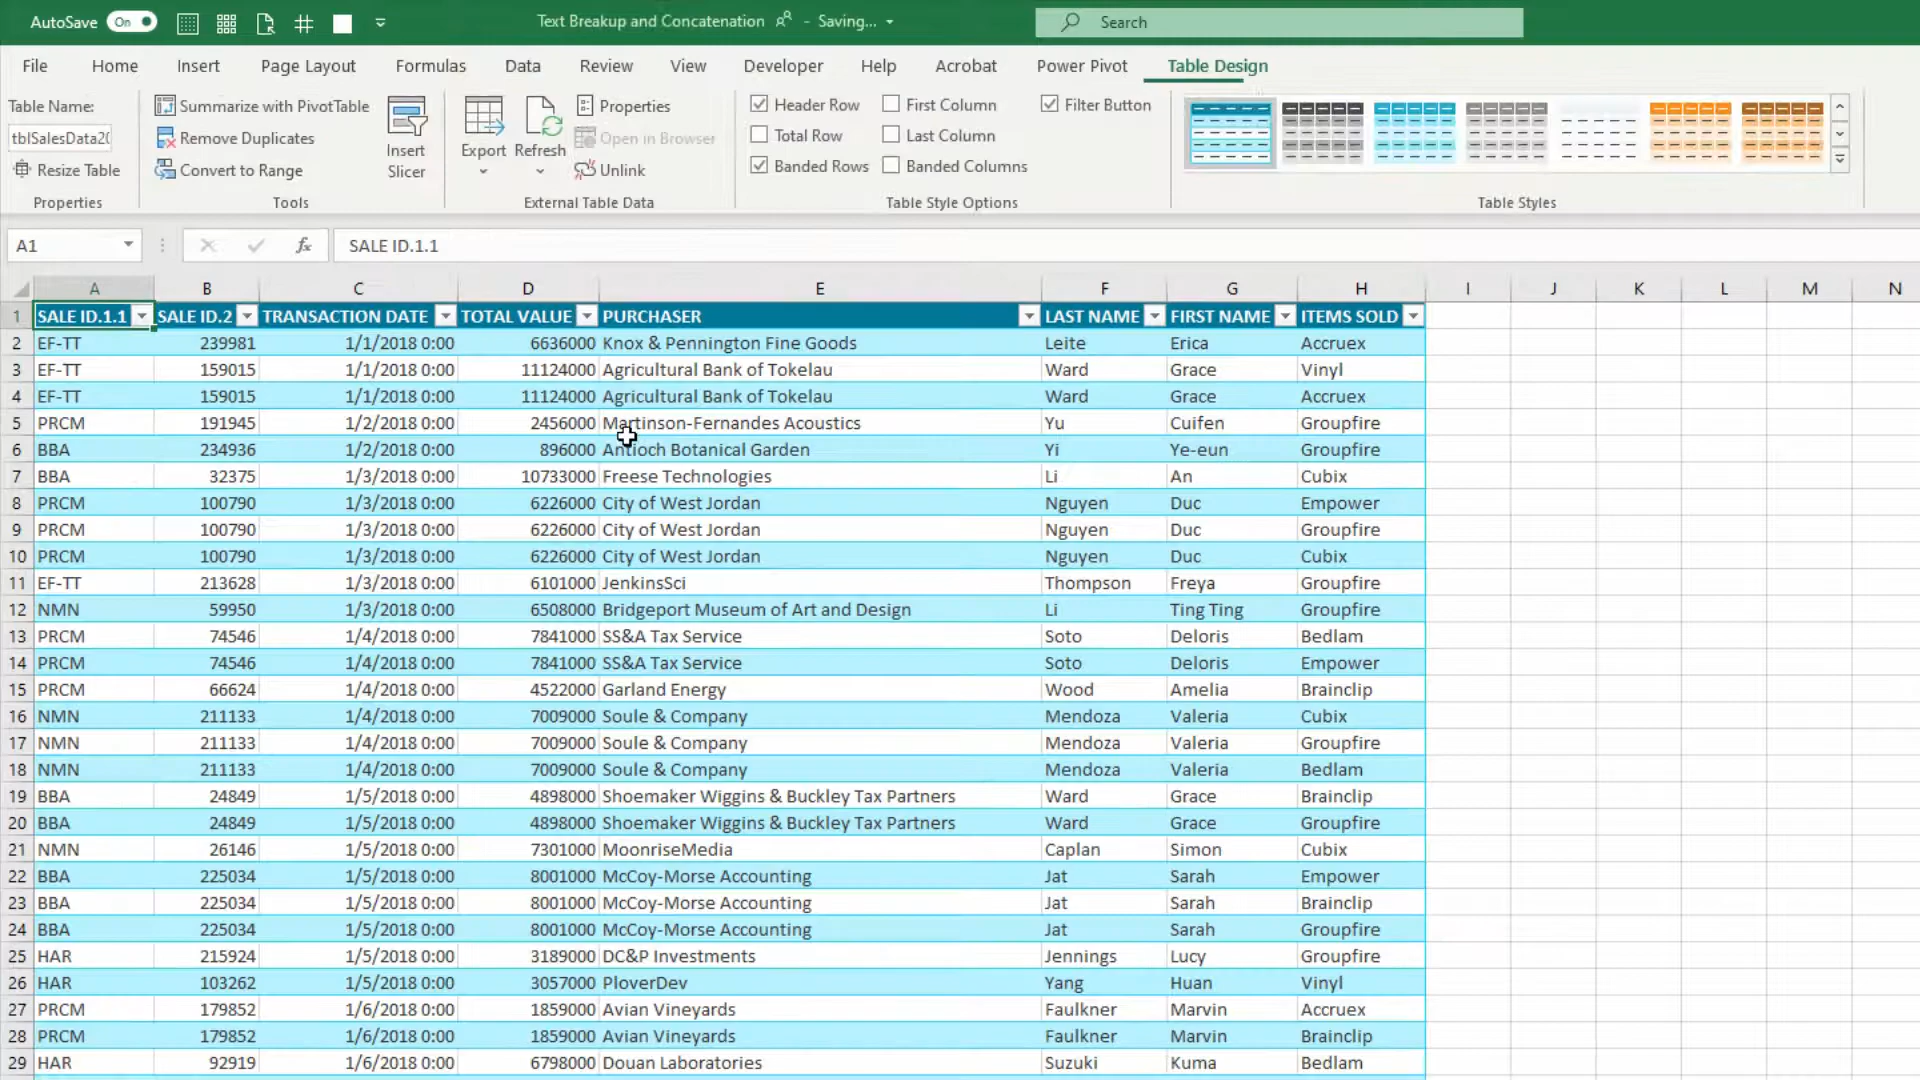 AutoSave On Text Breakup and Concatenation - Saving... Search
File Home Insert Page Layout Formulas Data Review View Developer Help Acrobat Power Pivot Table Design
Table Name: Summarize with PivotTable Properties Header Row First Column Filter Button
tblSalesData2( Remove Duplicates Insert Slicer Export Refresh Open in Browser Total Row Last Column
Resize Table Convert to Range Unlink Banded Rows Banded Columns
Properties Tools External Table Data Table Style Options Table Styles
A1 fx SALE ID.1.1
A B C D E F G H I J K L M N
1 SALE ID.1.1 SALE ID.2 TRANSACTION DATE TOTAL VALUE PURCHASER LAST NAME FIRST NAME ITEMS SOLD
2 EF-TT 239981 1/1/2018 0:00 6636000 Knox & Pennington Fine Goods Leite Erica Accruex
3 EF-TT 159015 1/1/2018 0:00 11124000 Agricultural Bank of Tokelau Ward Grace Vinyl
4 EF-TT 159015 1/1/2018 0:00 11124000 Agricultural Bank of Tokelau Ward Grace Accruex
5 PRCM 191945 1/2/2018 0:00 2456000 Martinson-Fernandes Acoustics Yu Cuifen Groupfire
6 BBA 234936 1/2/2018 0:00 896000 Antioch Botanical Garden Yi Ye-eun Groupfire
7 BBA 32375 1/2/2018 0:00 10733000 Freese Technologies Li An Cubix
8 PRCM 100790 1/3/2018 0:00 6226000 City of West Jordan Nguyen Duc Empower
9 PRCM 100790 1/3/2018 0:00 6226000 City of West Jordan Nguyen Duc Groupfire
10 PRCM 100790 1/3/2018 0:00 6226000 City of West Jordan Nguyen Duc Cubix
11 EF-TT 213628 1/3/2018 0:00 6101000 JenkinsSci Thompson Freya Groupfire
12 NMN 59950 1/3/2018 0:00 6508000 Bridgeport Museum of Art and Design Li Ting Ting Groupfire
13 PRCM 74546 1/4/2018 0:00 7841000 SS&A Tax Service Soto Deloris Bedlam
14 PRCM 74546 1/4/2018 0:00 7841000 SS&A Tax Service Soto Deloris Empower
15 PRCM 66624 1/4/2018 0:00 4522000 Garland Energy Wood Amelia Brainclip
16 NMN 211133 1/4/2018 0:00 7009000 Soule & Company Mendoza Valeria Cubix
17 NMN 211133 1/4/2018 0:00 7009000 Soule & Company Mendoza Valeria Groupfire
18 NMN 211133 1/4/2018 0:00 7009000 Soule & Company Mendoza Valeria Bedlam
19 BBA 24849 1/5/2018 0:00 4898000 Shoemaker Wiggins & Buckley Tax Partners Ward Grace Brainclip
20 BBA 24849 1/5/2018 0:00 4898000 Shoemaker Wiggins & Buckley Tax Partners Ward Grace Groupfire
21 NMN 26146 1/5/2018 0:00 7301000 MoonriseMedia Caplan Simon Cubix
22 BBA 225034 1/5/2018 0:00 8001000 McCoy-Morse Accounting Jat Sarah Empower
23 BBA 225034 1/5/2018 0:00 8001000 McCoy-Morse Accounting Jat Sarah Brainclip
24 BBA 225034 1/5/2018 0:00 8001000 McCoy-Morse Accounting Jat Sarah Groupfire
25 HAR 215924 1/5/2018 0:00 3189000 DC&P Investments Jennings Lucy Groupfire
26 HAR 103262 1/5/2018 0:00 3057000 PloverDev Yang Huan Vinyl
27 PRCM 179852 1/6/2018 0:00 1859000 Avian Vineyards Faulkner Marvin Accruex
28 PRCM 179852 1/6/2018 0:00 1859000 Avian Vineyards Faulkner Marvin Brainclip
29 HAR 92919 1/6/2018 0:00 6798000 Douan Laboratories Suzuki Kuma Bedlam